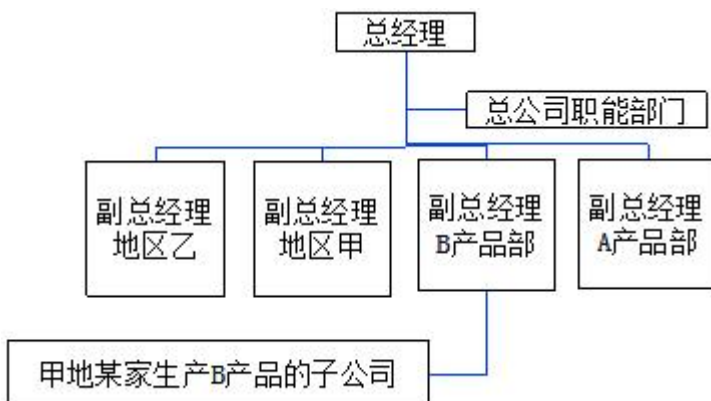 总经理
总公司职能部门
副总经理
地区乙
副总经理
地区甲
副总经理
B产品部
副总经理
A产品部
甲地某家生产B产品的子公司